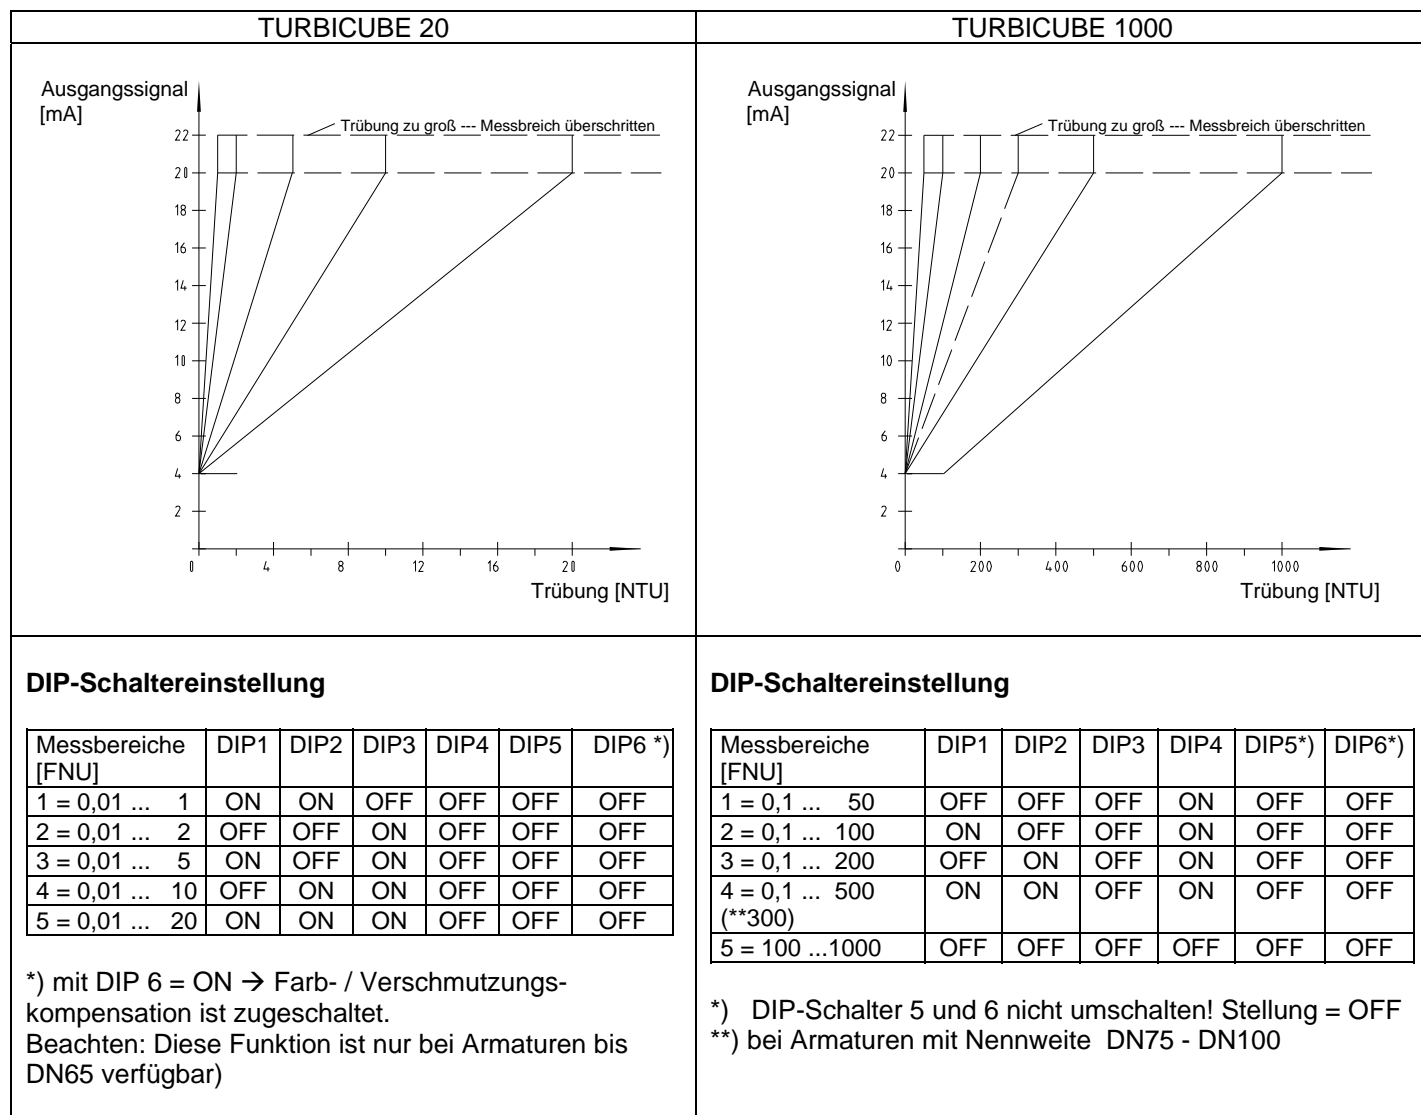 TURBICUBE 20
Ausgangssignal
[mA]
Trübung zu groß --- Messbreich überschritten
22
20
18
16
14
12
10
8
6
4
2
0 4 8 12 16 20
Trübung [NTU]
DIP-Schaltereinstellung
Messbereiche DIP1 DIP2 DIP3 DIP4 DIP5 DIP6 *)
[FNU]
1 = 0,01 ... 1 ON ON OFF OFF OFF OFF
2 = 0,01 ... 2 OFF OFF ON OFF OFF OFF
3 = 0,01 ... 5 ON OFF ON OFF OFF OFF
4 = 0,01 ... 10 OFF ON ON OFF OFF OFF
5 = 0,01 ... 20 ON ON ON OFF OFF OFF
*) mit DIP 6 = ON → Farb- / Verschmutzungs-
kompensation ist zugeschaltet.
Beachten: Diese Funktion ist nur bei Armaturen bis
DN65 verfügbar)
TURBICUBE 1000
Ausgangssignal
[mA]
Trübung zu groß --- Messbreich überschritten
22
20
18
16
14
12
10
8
6
4
2
0 200 400 600 800 1000
Trübung [NTU]
DIP-Schaltereinstellung
Messbereiche DIP1 DIP2 DIP3 DIP4 DIP5*) DIP6*)
[FNU]
1 = 0,1 ... 50 OFF OFF OFF ON OFF OFF
2 = 0,1 ... 100 ON OFF OFF ON OFF OFF
3 = 0,1 ... 200 OFF ON OFF ON OFF OFF
4 = 0,1 ... 500 ON ON OFF ON OFF OFF
(**300)
5 = 100 ...1000 OFF OFF OFF OFF OFF OFF
*) DIP-Schalter 5 und 6 nicht umschalten! Stellung = OFF
**) bei Armaturen mit Nennweite DN75 - DN100